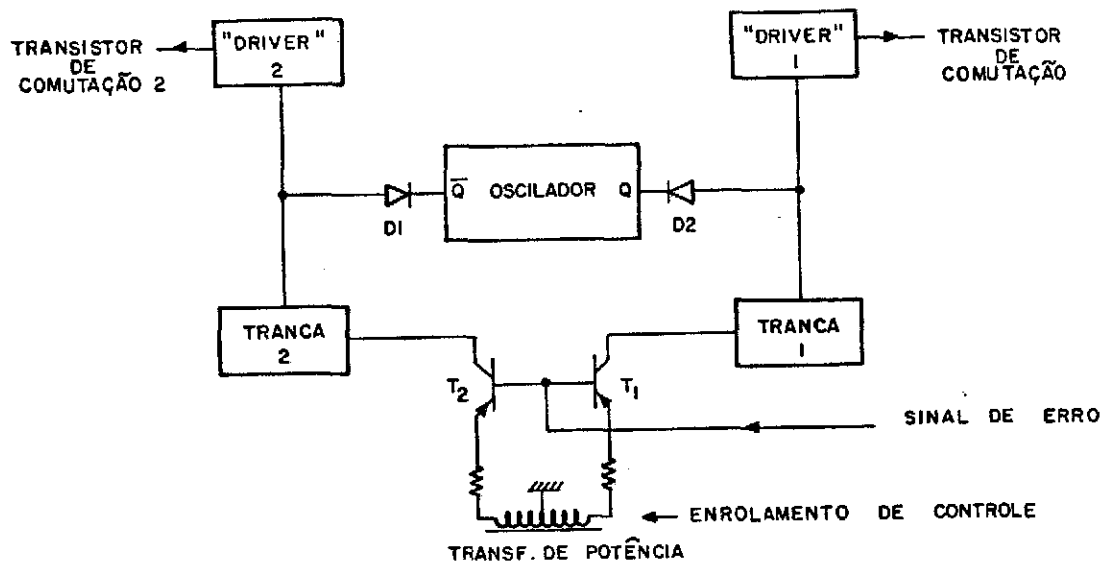 TRANSISTOR
DE
COMUTAÇÃO 2
"DRIVER"
2
"DRIVER"
1
TRANSISTOR
DE
COMUTAÇÃO
Q̅ OSCILADOR Q
D1
D2
TRANCA
2
TRANCA
1
T2
T1
SINAL DE ERRO
ENROLAMENTO DE CONTROLE
TRANSF. DE POTÊNCIA